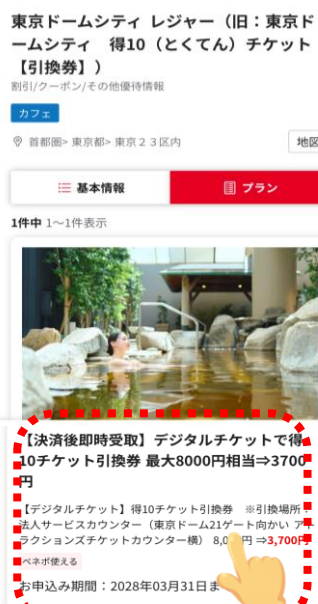 東京ドームシティ レジャー（旧：東京ド
ームシティ　得10（とくてん）チケット
【引換券】）
割引/クーポン/その他優待情報
カフェ
首都圏> 東京都> 東京２３区内
地図
基本情報
プラン
1件中 1〜1件表示
【決済後即時受取】デジタルチケットで得
10チケット引換券 最大8000円相当⇒3700
円
【デジタルチケット】得10チケット引換券　※引換場所：
法人サービスカウンター（東京ドーム21ゲート向かい ア
ラクションズチケットカウンター横） 8,0 円 ⇒3,700円
ベネポ使える
お申込み期間：2028年03月31日ま